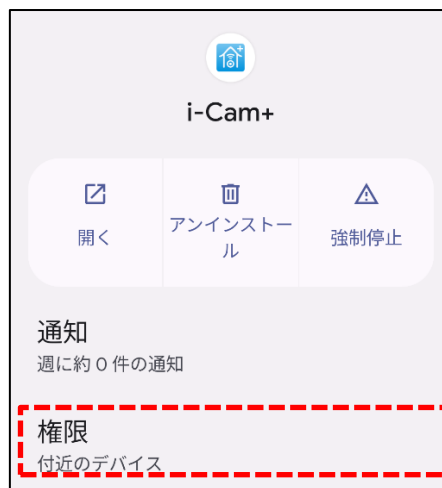 i-Cam+
開く
アンインストー
ル
強制停止
通知
週に約 0 件の通知
権限
付近のデバイス